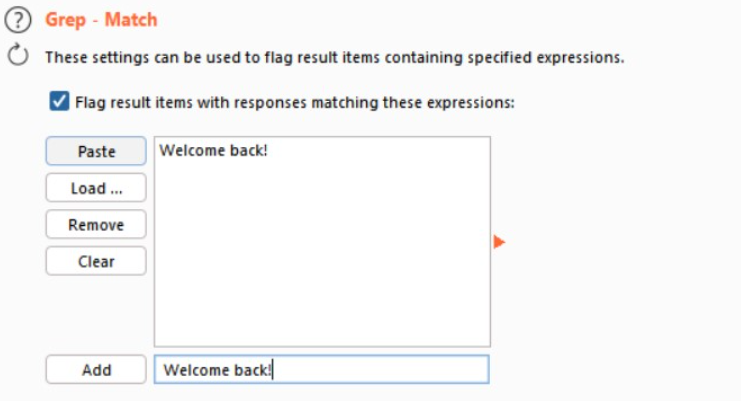 Grep - Match
These settings can be used to flag result items containing specified expressions.
Flag result items with responses matching these expressions:
Paste
Welcome back!
Load ...
Remove
Clear
Add
Welcome back!